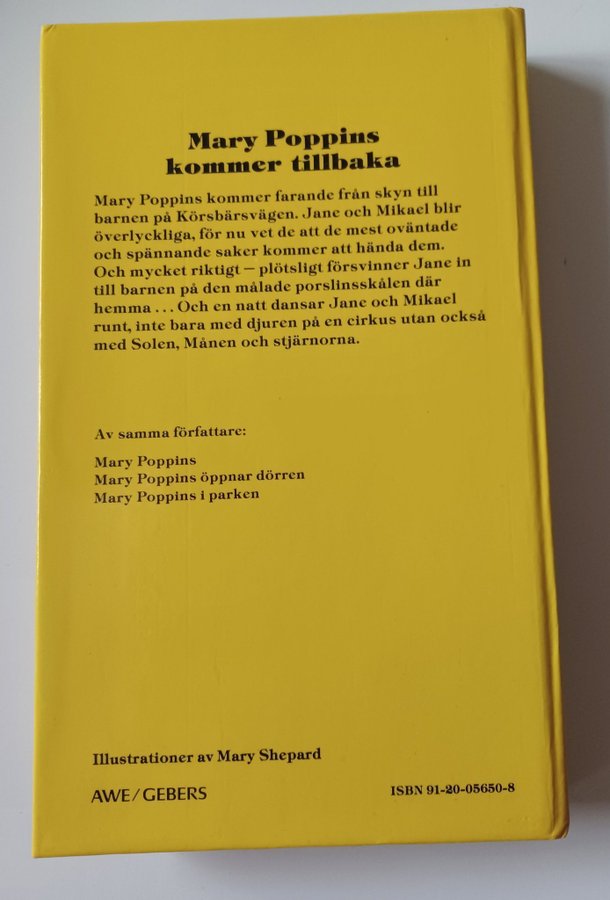 Mary Poppins
kommer tillbaka
Mary Poppins kommer farande från skyn till
barnen på Körsbärsvägen. Jane och Mikael blir
överlyckliga, för nu vet de att de mest oväntade
och spännande saker kommer att hända dem.
Och mycket riktigt – plötsligt försvinner Jane in
till barnen på den målade porslinsskålen där
hemma ... Och en natt dansar Jane och Mikael
runt, inte bara med djuren på en cirkus utan också
med Solen, Månen och stjärnorna.
Av samma författare:
Mary Poppins
Mary Poppins öppnar dörren
Mary Poppins i parken
Illustrationer av Mary Shepard
AWE/GEBERS
ISBN 91-20-05650-8